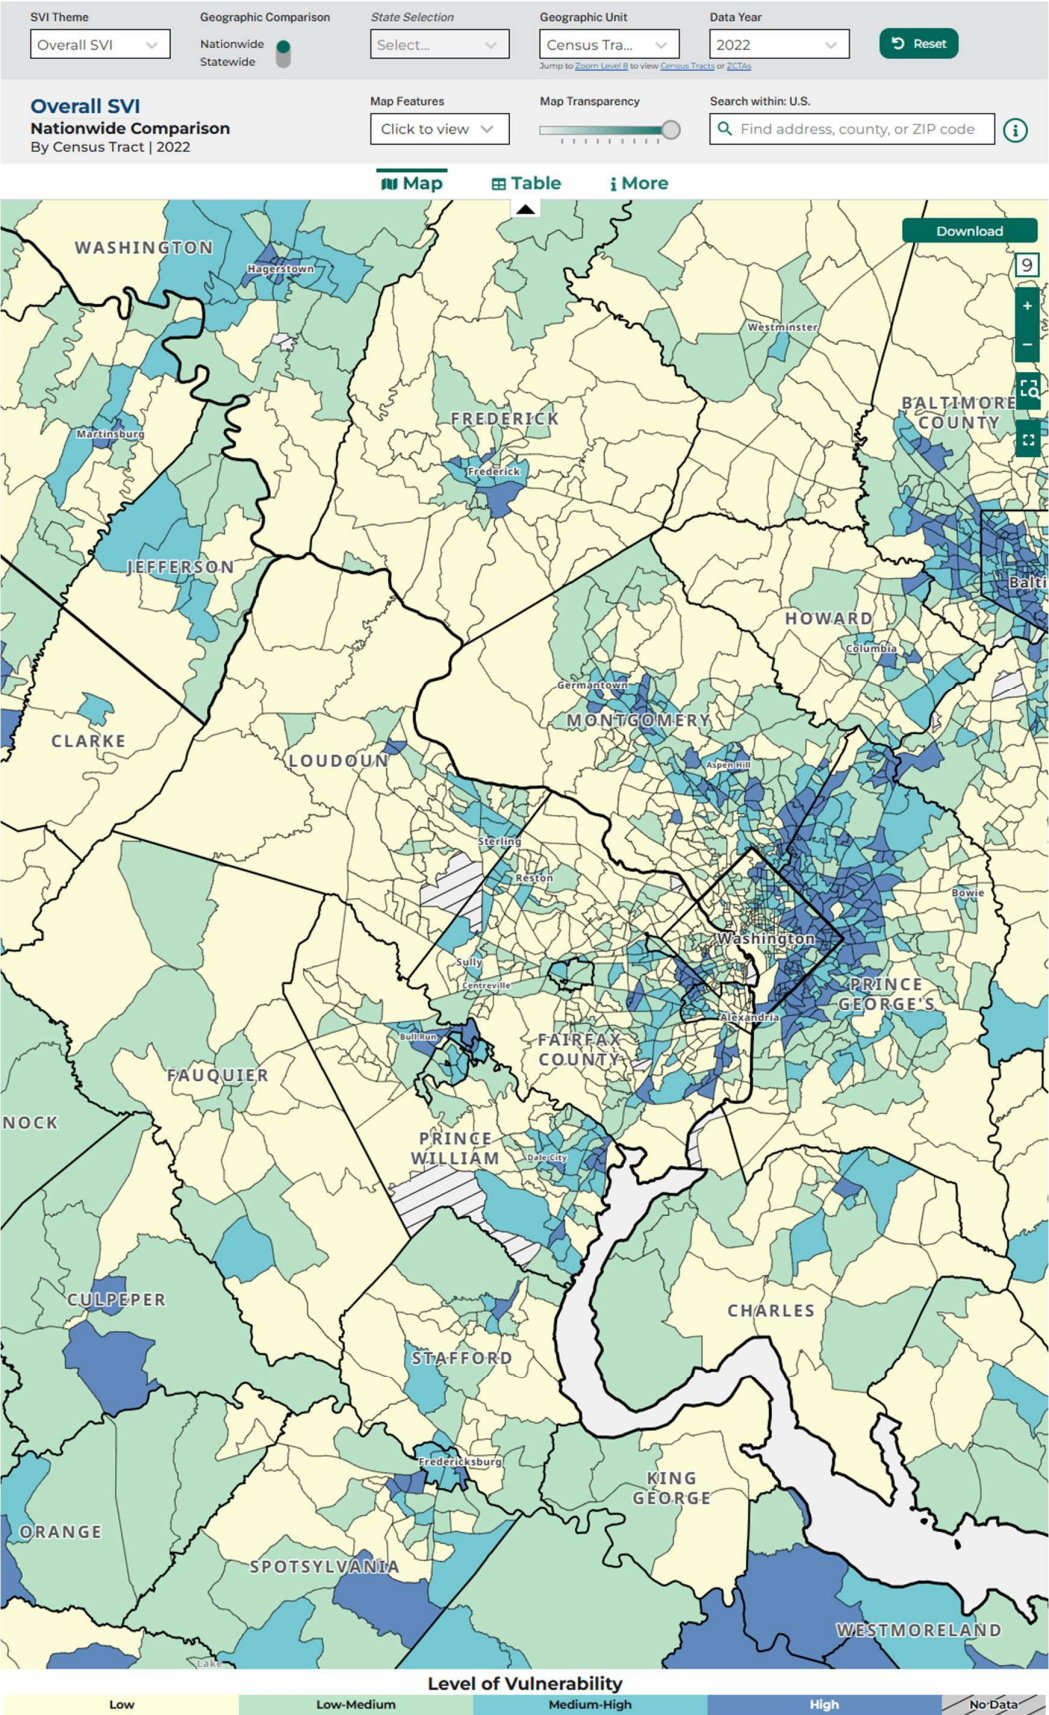 SVI Theme
Geographic Comparison
State Selection
Geographic Unit
Data Year
Overall SVI
Nationwide
Statewide
Select...
Census Tra...
2022
Reset
Jump to Zoom Level 8 to view Census Tracts or ZCTAs
Overall SVI
Nationwide Comparison
By Census Tract | 2022
Map Features
Click to view
Map Transparency
Search within: U.S.
Find address, county, or ZIP code
Map
Table
More
Download
9
+
−
WASHINGTON
Hagerstown
Westminster
BALTIMORE
COUNTY
FREDERICK
Martinsburg
Frederick
JEFFERSON
Balti
HOWARD
Columbia
Germantown
MONTGOMERY
CLARKE
LOUDOUN
Aspen Hill
Sterling
Reston
Bowie
Washington
Sully
Centreville
PRINCE
GEORGE'S
Alexandria
Bull Run
FAIRFAX
COUNTY
FAUQUIER
NOCK
PRINCE
WILLIAM
Dale City
CULPEPER
CHARLES
STAFFORD
Fredericksburg
KING
GEORGE
ORANGE
SPOTSYLVANIA
WESTMORELAND
Lake
Level of Vulnerability
Low
Low-Medium
Medium-High
High
No Data